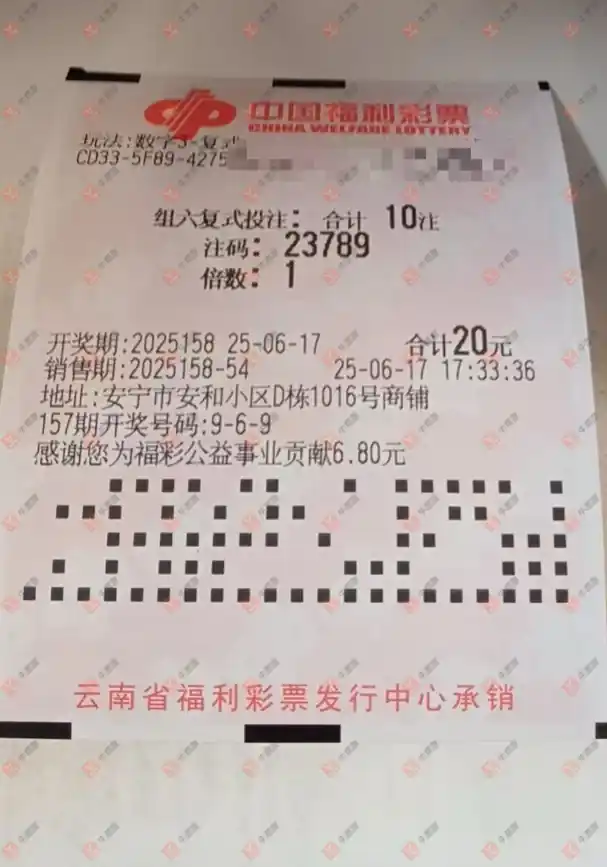 中国福利彩票
CHINA WELFARE LOTTERY
玩法:数字3-复式
CD33-5F89-4275
组六复式投注: 合计 10注
注码: 23789
倍数: 1
开奖期:2025158 25-06-17 合计20元
销售期:2025158-54 25-06-17 17:33:36
地址:安宁市安和小区D栋1016号商铺
157期开奖号码:9-6-9
感谢您为福彩公益事业贡献6.80元
云南省福利彩票发行中心承销